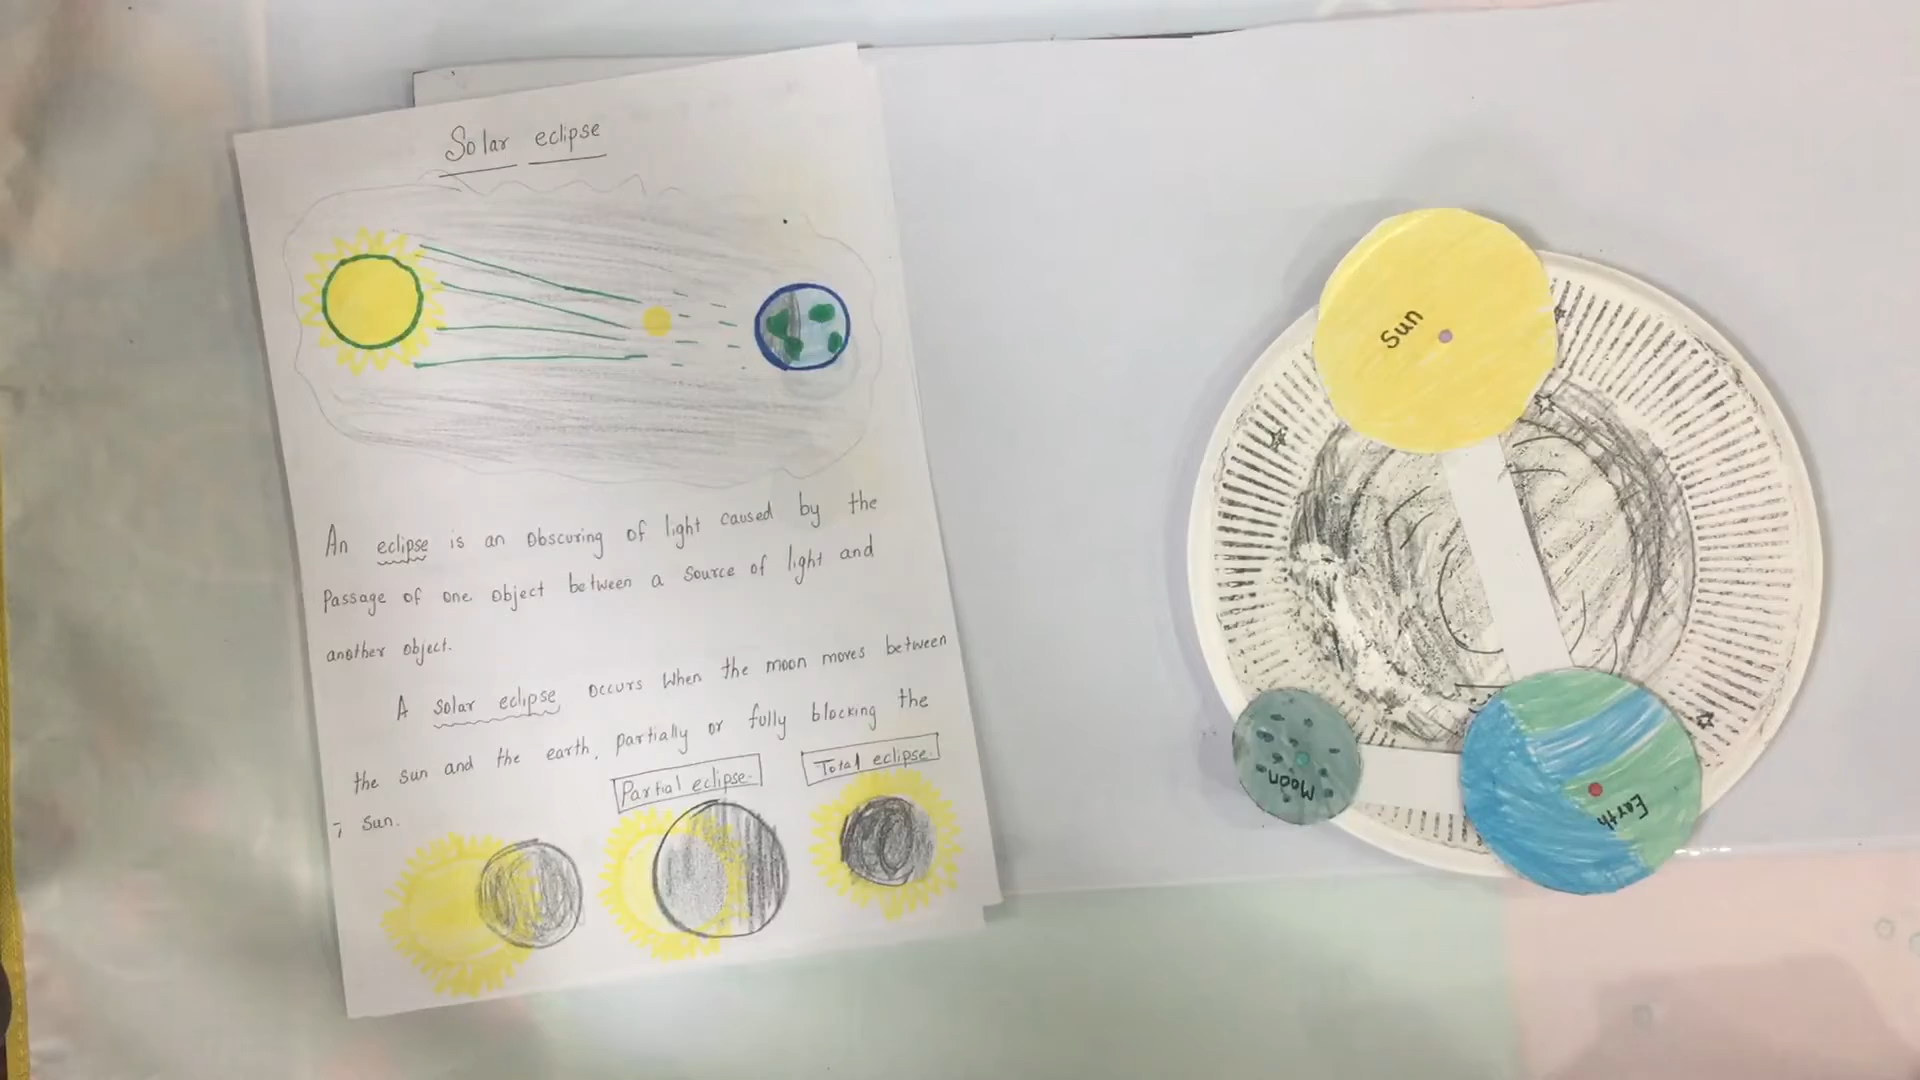 Solar eclipse
An eclipse is an obscuring of light caused by the
Passage of one object between a source of light and
another object.
A solar eclipse occurs when the moon moves between
the sun and the earth, partially or fully blocking the
sun.
Partial eclipse.
Total eclipse.
Sun
Moon
Earth